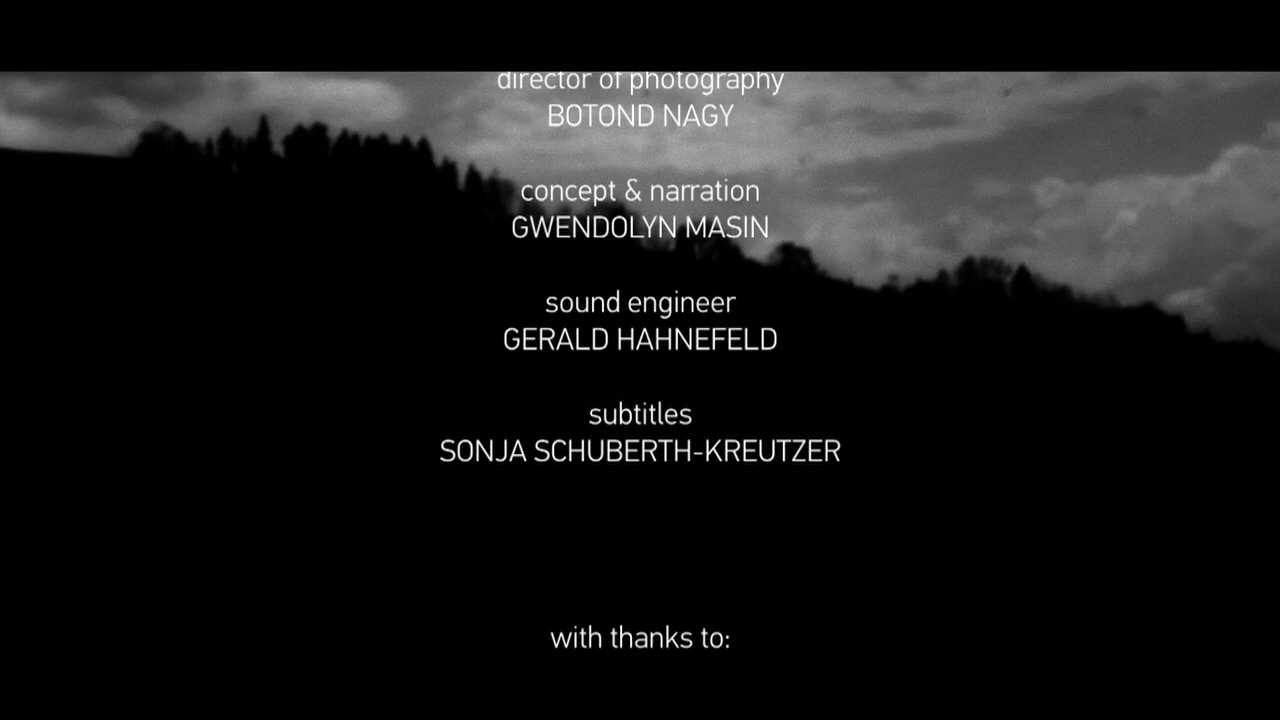 director of photography
BOTOND NAGY
concept & narration
GWENDOLYN MASIN
sound engineer
GERALD HAHNEFELD
subtitles
SONJA SCHUBERTH-KREUTZER
with thanks to: